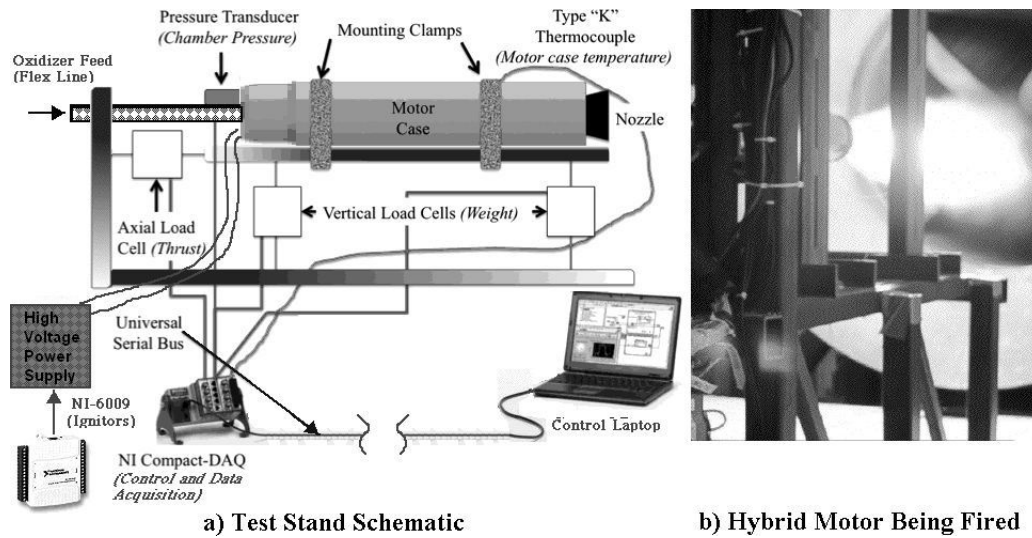 Pressure Transducer
(Chamber Pressure)
Mounting Clamps
Type “K”
Thermocouple
(Motor case temperature)
Oxidizer Feed
(Flex Line)
Motor
Case
Nozzle
Axial Load
Cell (Thrust)
Vertical Load Cells (Weight)
High
Voltage
Power
Supply
Universal
Serial Bus
NI-6009
(Ignitors)
Control Laptop
NI Compact-DAQ
(Control and Data
Acquisition)
a) Test Stand Schematic
b) Hybrid Motor Being Fired